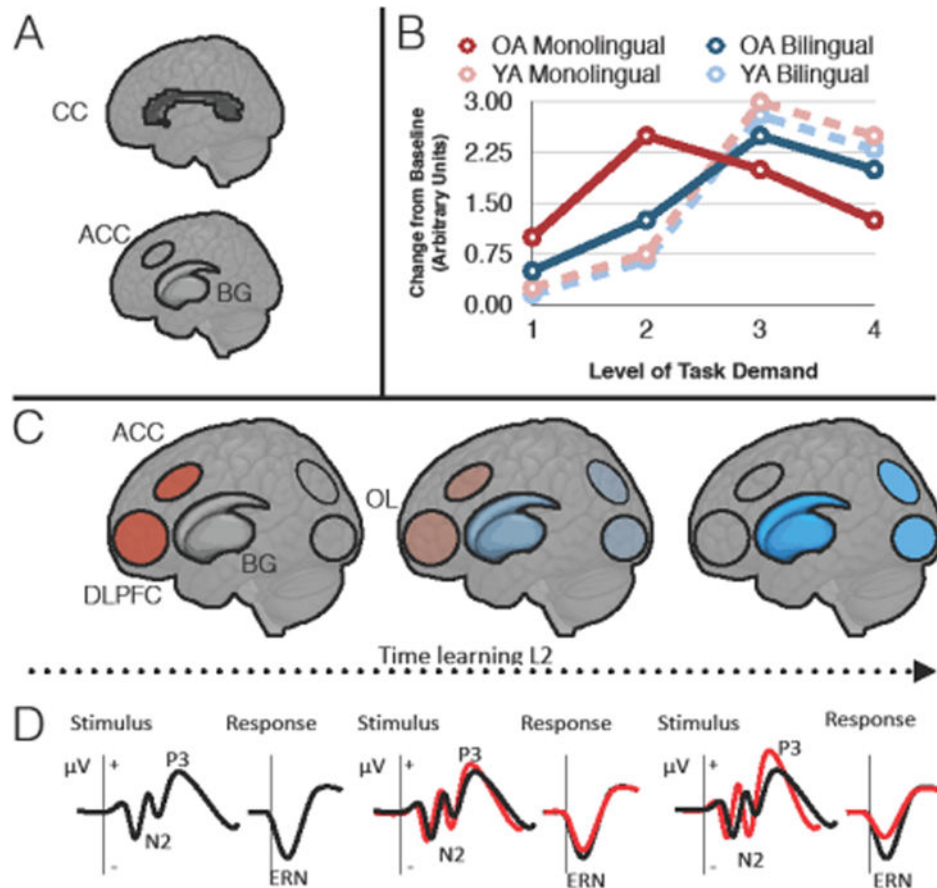 A
CC
ACC
BG
B
OA Monolingual
OA Bilingual
YA Monolingual
YA Bilingual
Change from Baseline
(Arbitrary Units)
3.00
2.25
1.50
0.75
0.00
1 2 3 4
Level of Task Demand
C
ACC
OL
BG
DLPFC
Time learning L2
D
Stimulus Response Stimulus Response Stimulus Response
μV + P3 μV + P3 μV + P3
N2 N2 N2
- - -
ERN ERN ERN